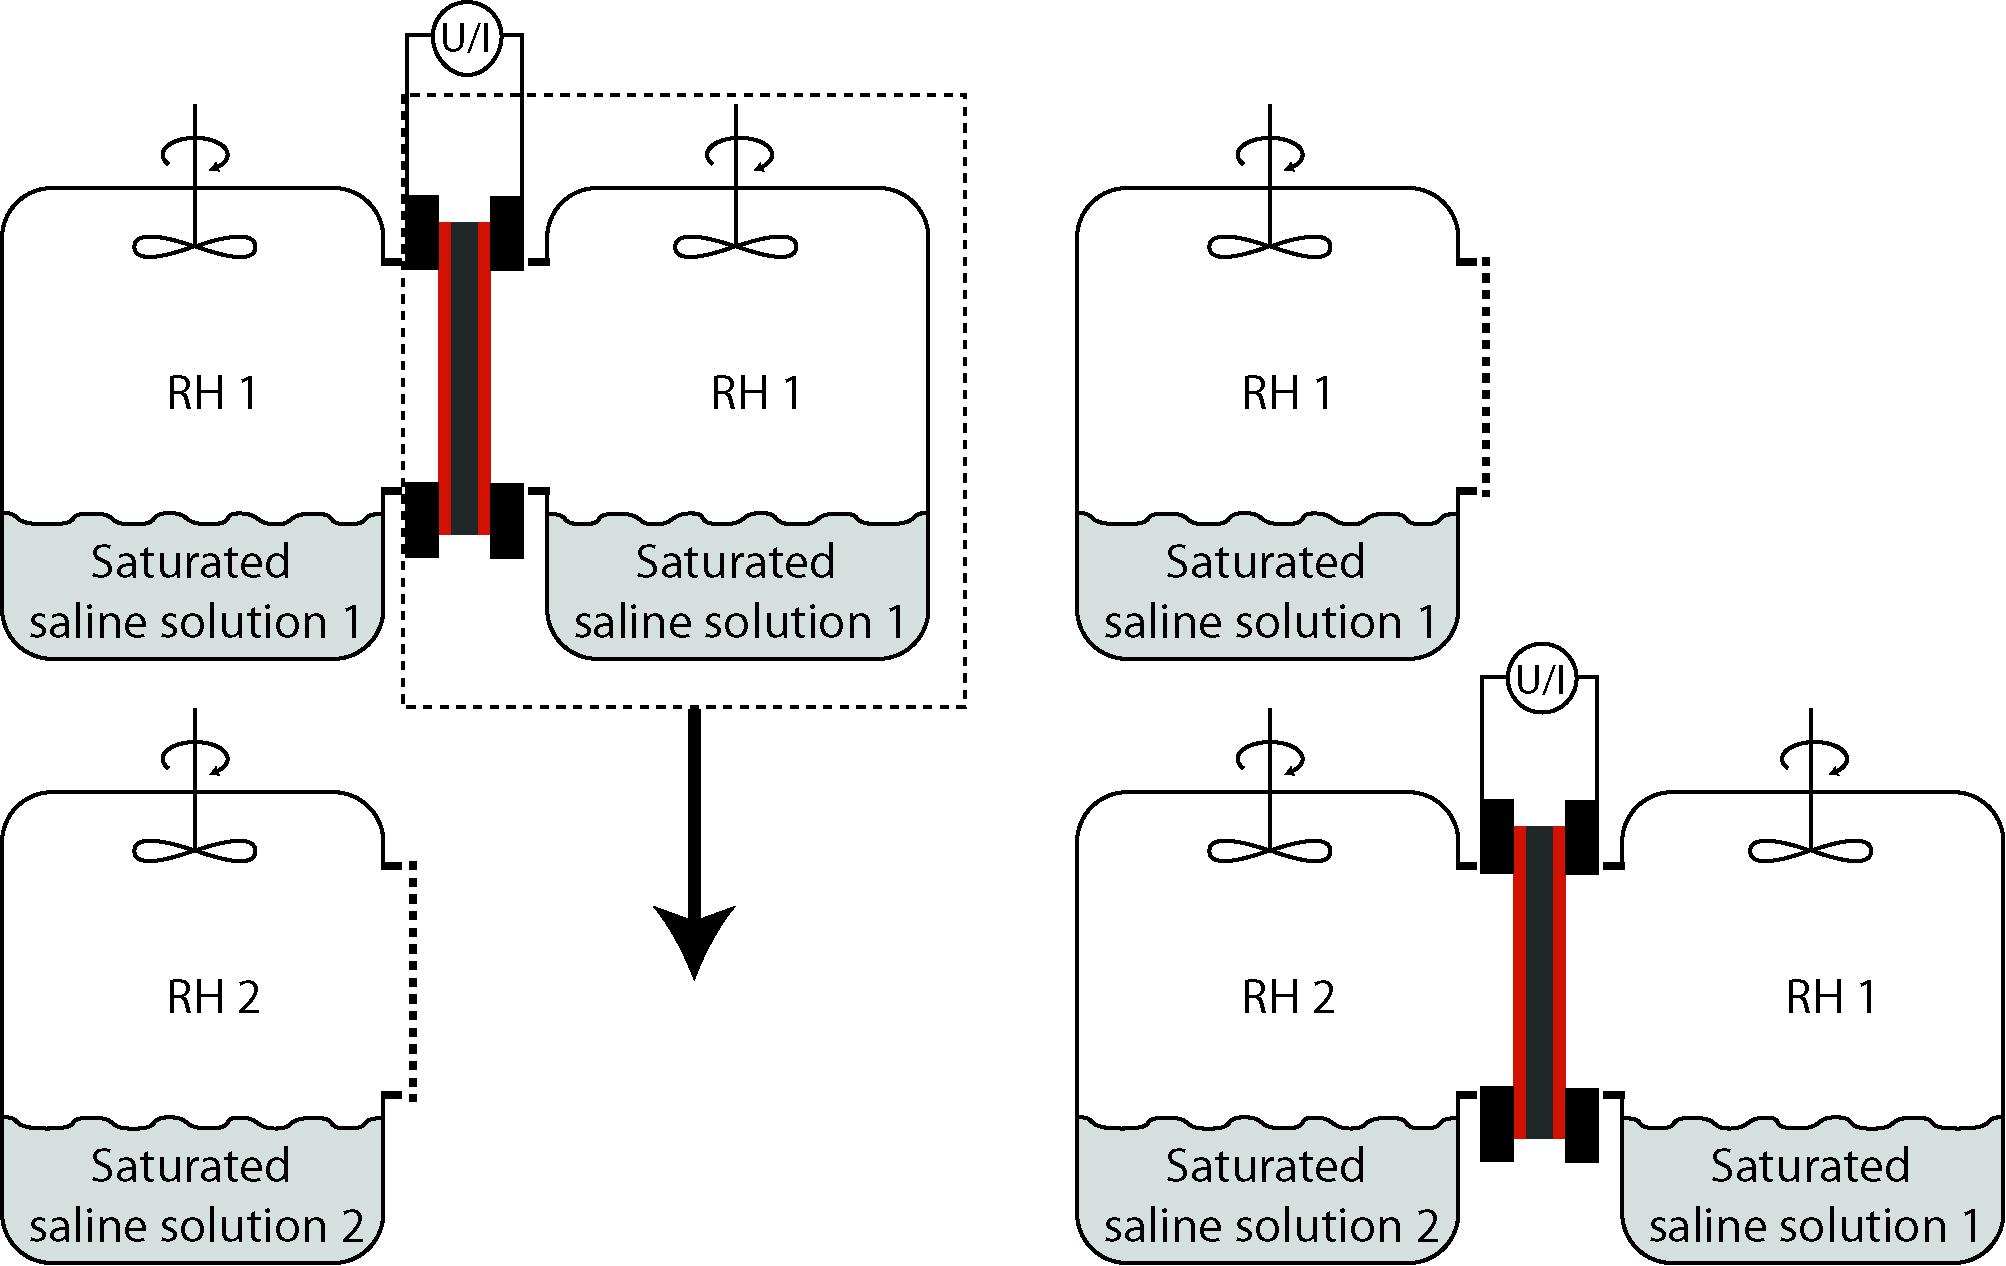 U/I
RH 1
RH 1
RH 1
Saturated
saline solution 1
Saturated
saline solution 1
Saturated
saline solution 1
U/I
RH 2
RH 2
RH 1
Saturated
saline solution 2
Saturated
saline solution 2
Saturated
saline solution 1